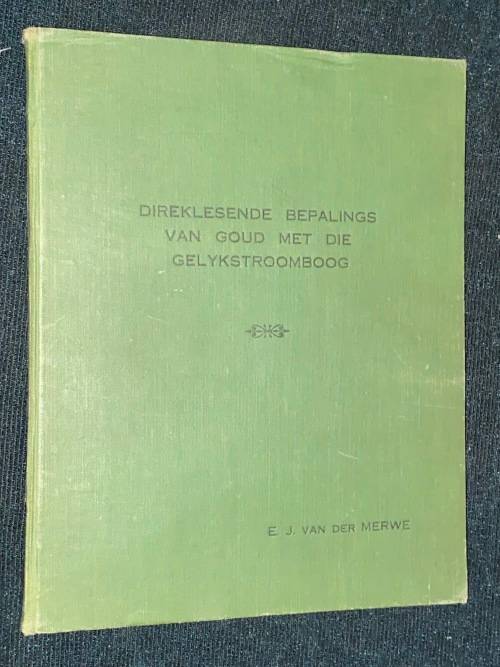 DIREKLESENDE BEPALINGS
VAN GOUD MET DIE
GELYKSTROOMBOOG
E. J. VAN DER MERWE